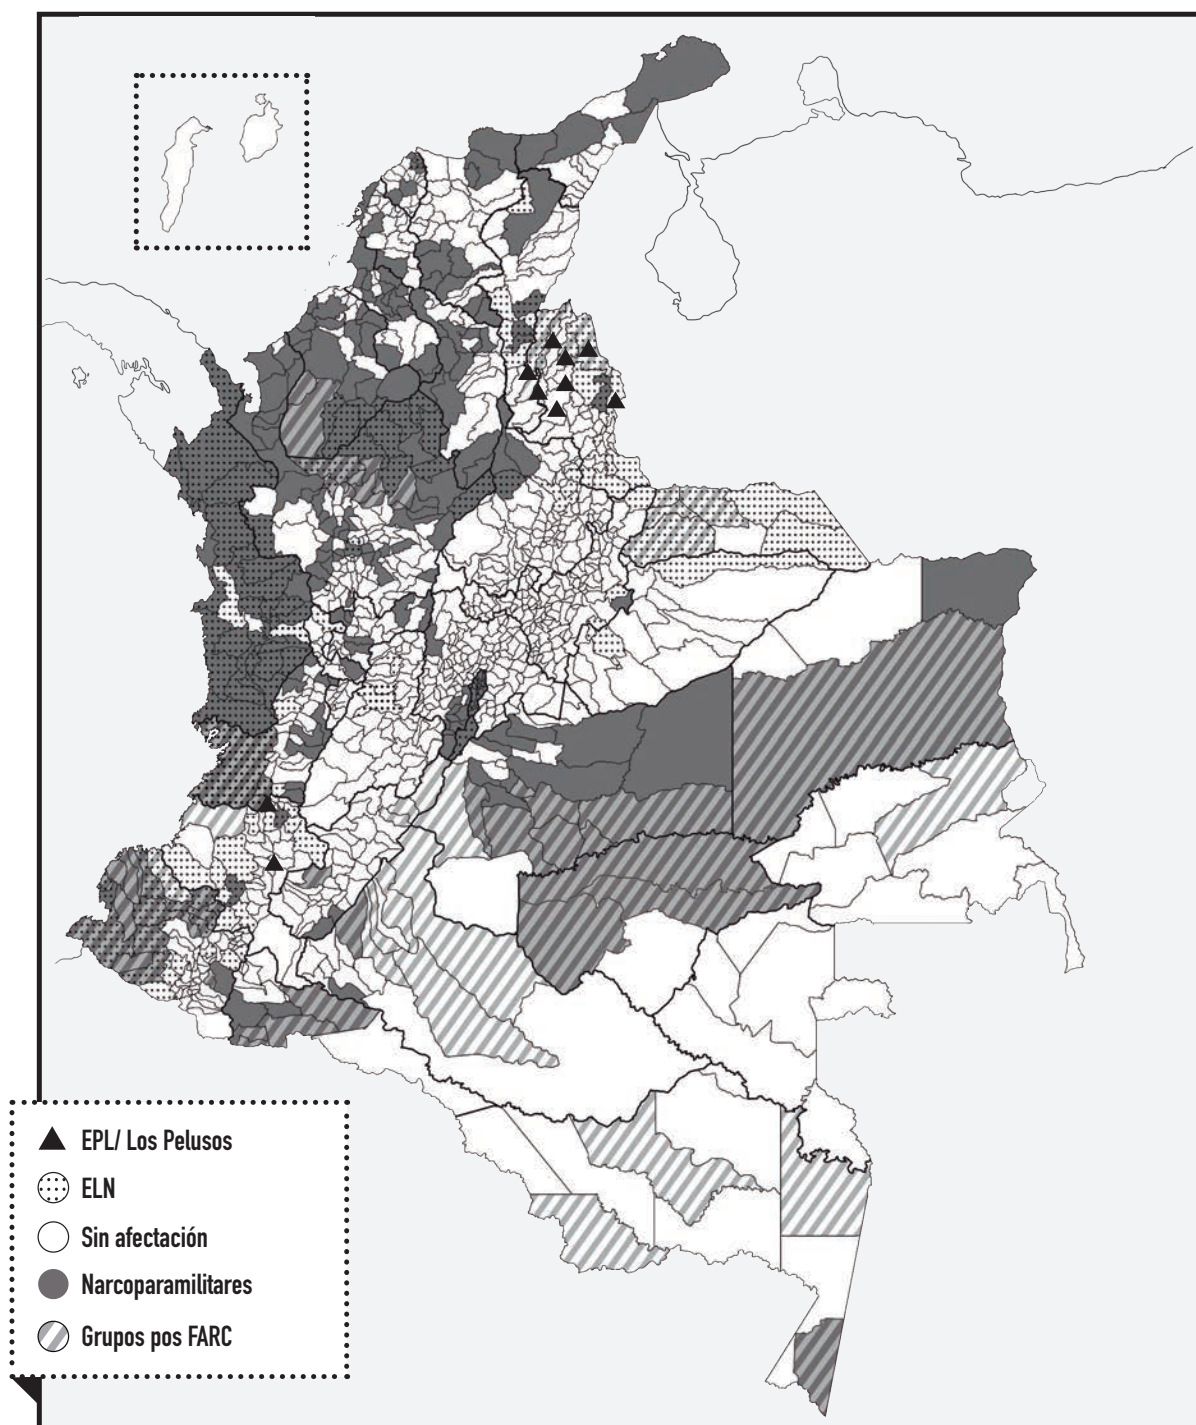 EPL/ Los Pelusos
ELN
Sin afectación
Narcoparamilitares
Grupos pos FARC